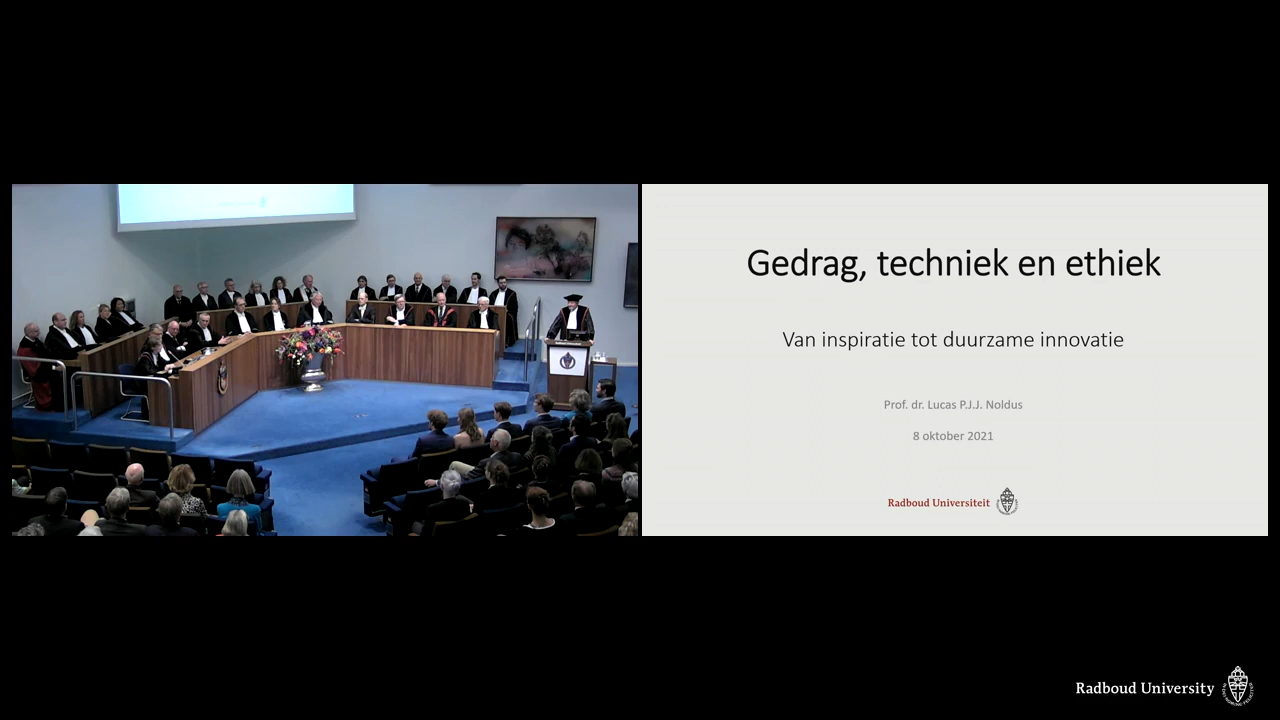 Gedrag, techniek en ethiek
Van inspiratie tot duurzame innovatie
Prof. dr. Lucas P.J.J. Noldus
8 oktober 2021
Radboud Universiteit
Radboud University